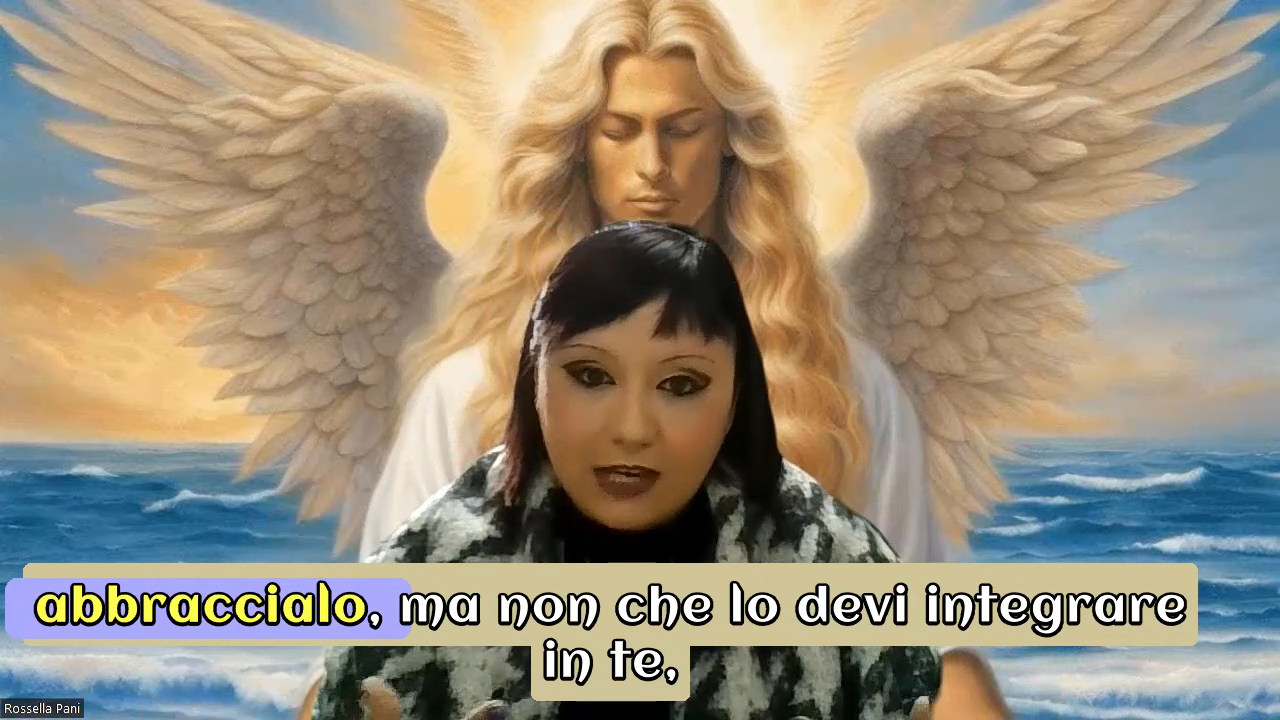 abbraccialo, ma non che lo devi integrare
in te,
Rossella Pani